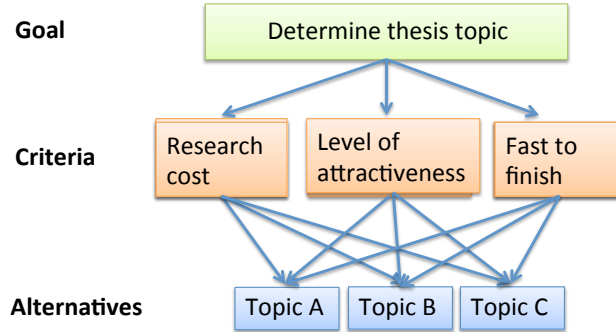 Goal
Determine thesis topic
Criteria
Research
cost
Level of
attractiveness
Fast to
finish
Alternatives
Topic A
Topic B
Topic C